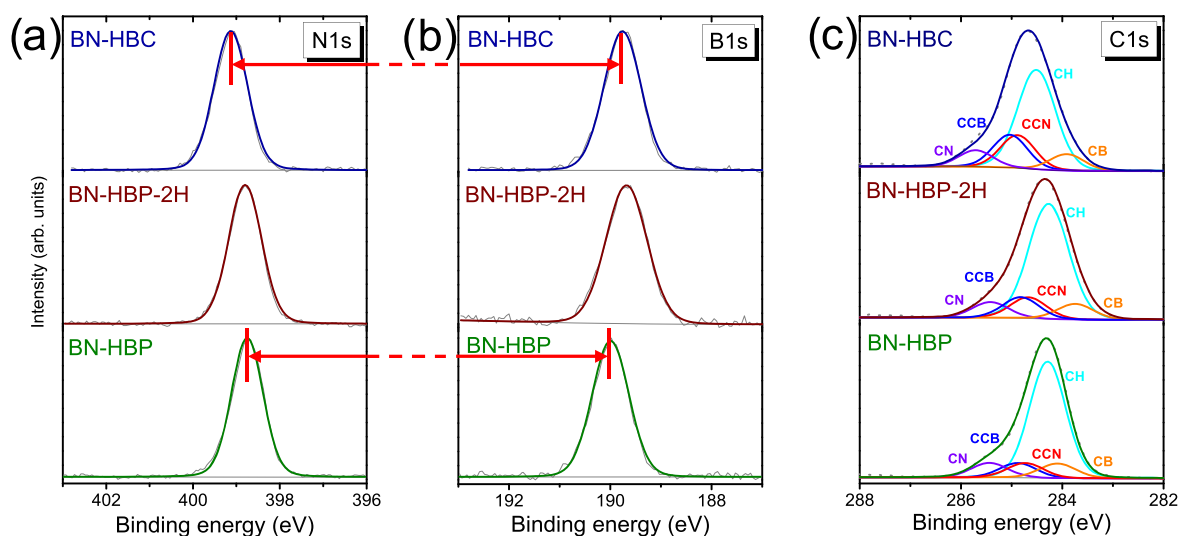 (a)
BN-HBC
N1s
BN-HBP-2H
BN-HBP
Intensity (arb. units)
402
400
398
396
Binding energy (eV)
(b)
BN-HBC
B1s
BN-HBP-2H
BN-HBP
192
190
188
Binding energy (eV)
(c)
BN-HBC
C1s
CH
CCB
CCN
CN
CB
BN-HBP-2H
CH
CCB
CCN
CN
CB
BN-HBP
CH
CCB
CCN
CN
CB
288
286
284
282
Binding energy (eV)